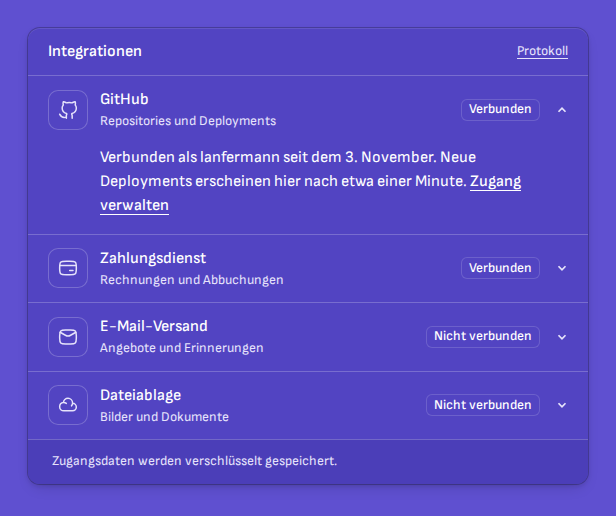 Integrationen
Protokoll
GitHub
Repositories und Deployments
Verbunden
Verbunden als lanfermann seit dem 3. November. Neue
Deployments erscheinen hier nach etwa einer Minute. Zugang
verwalten
Zahlungsdienst
Rechnungen und Abbuchungen
Verbunden
E-Mail-Versand
Angebote und Erinnerungen
Nicht verbunden
Dateiablage
Bilder und Dokumente
Nicht verbunden
Zugangsdaten werden verschlüsselt gespeichert.